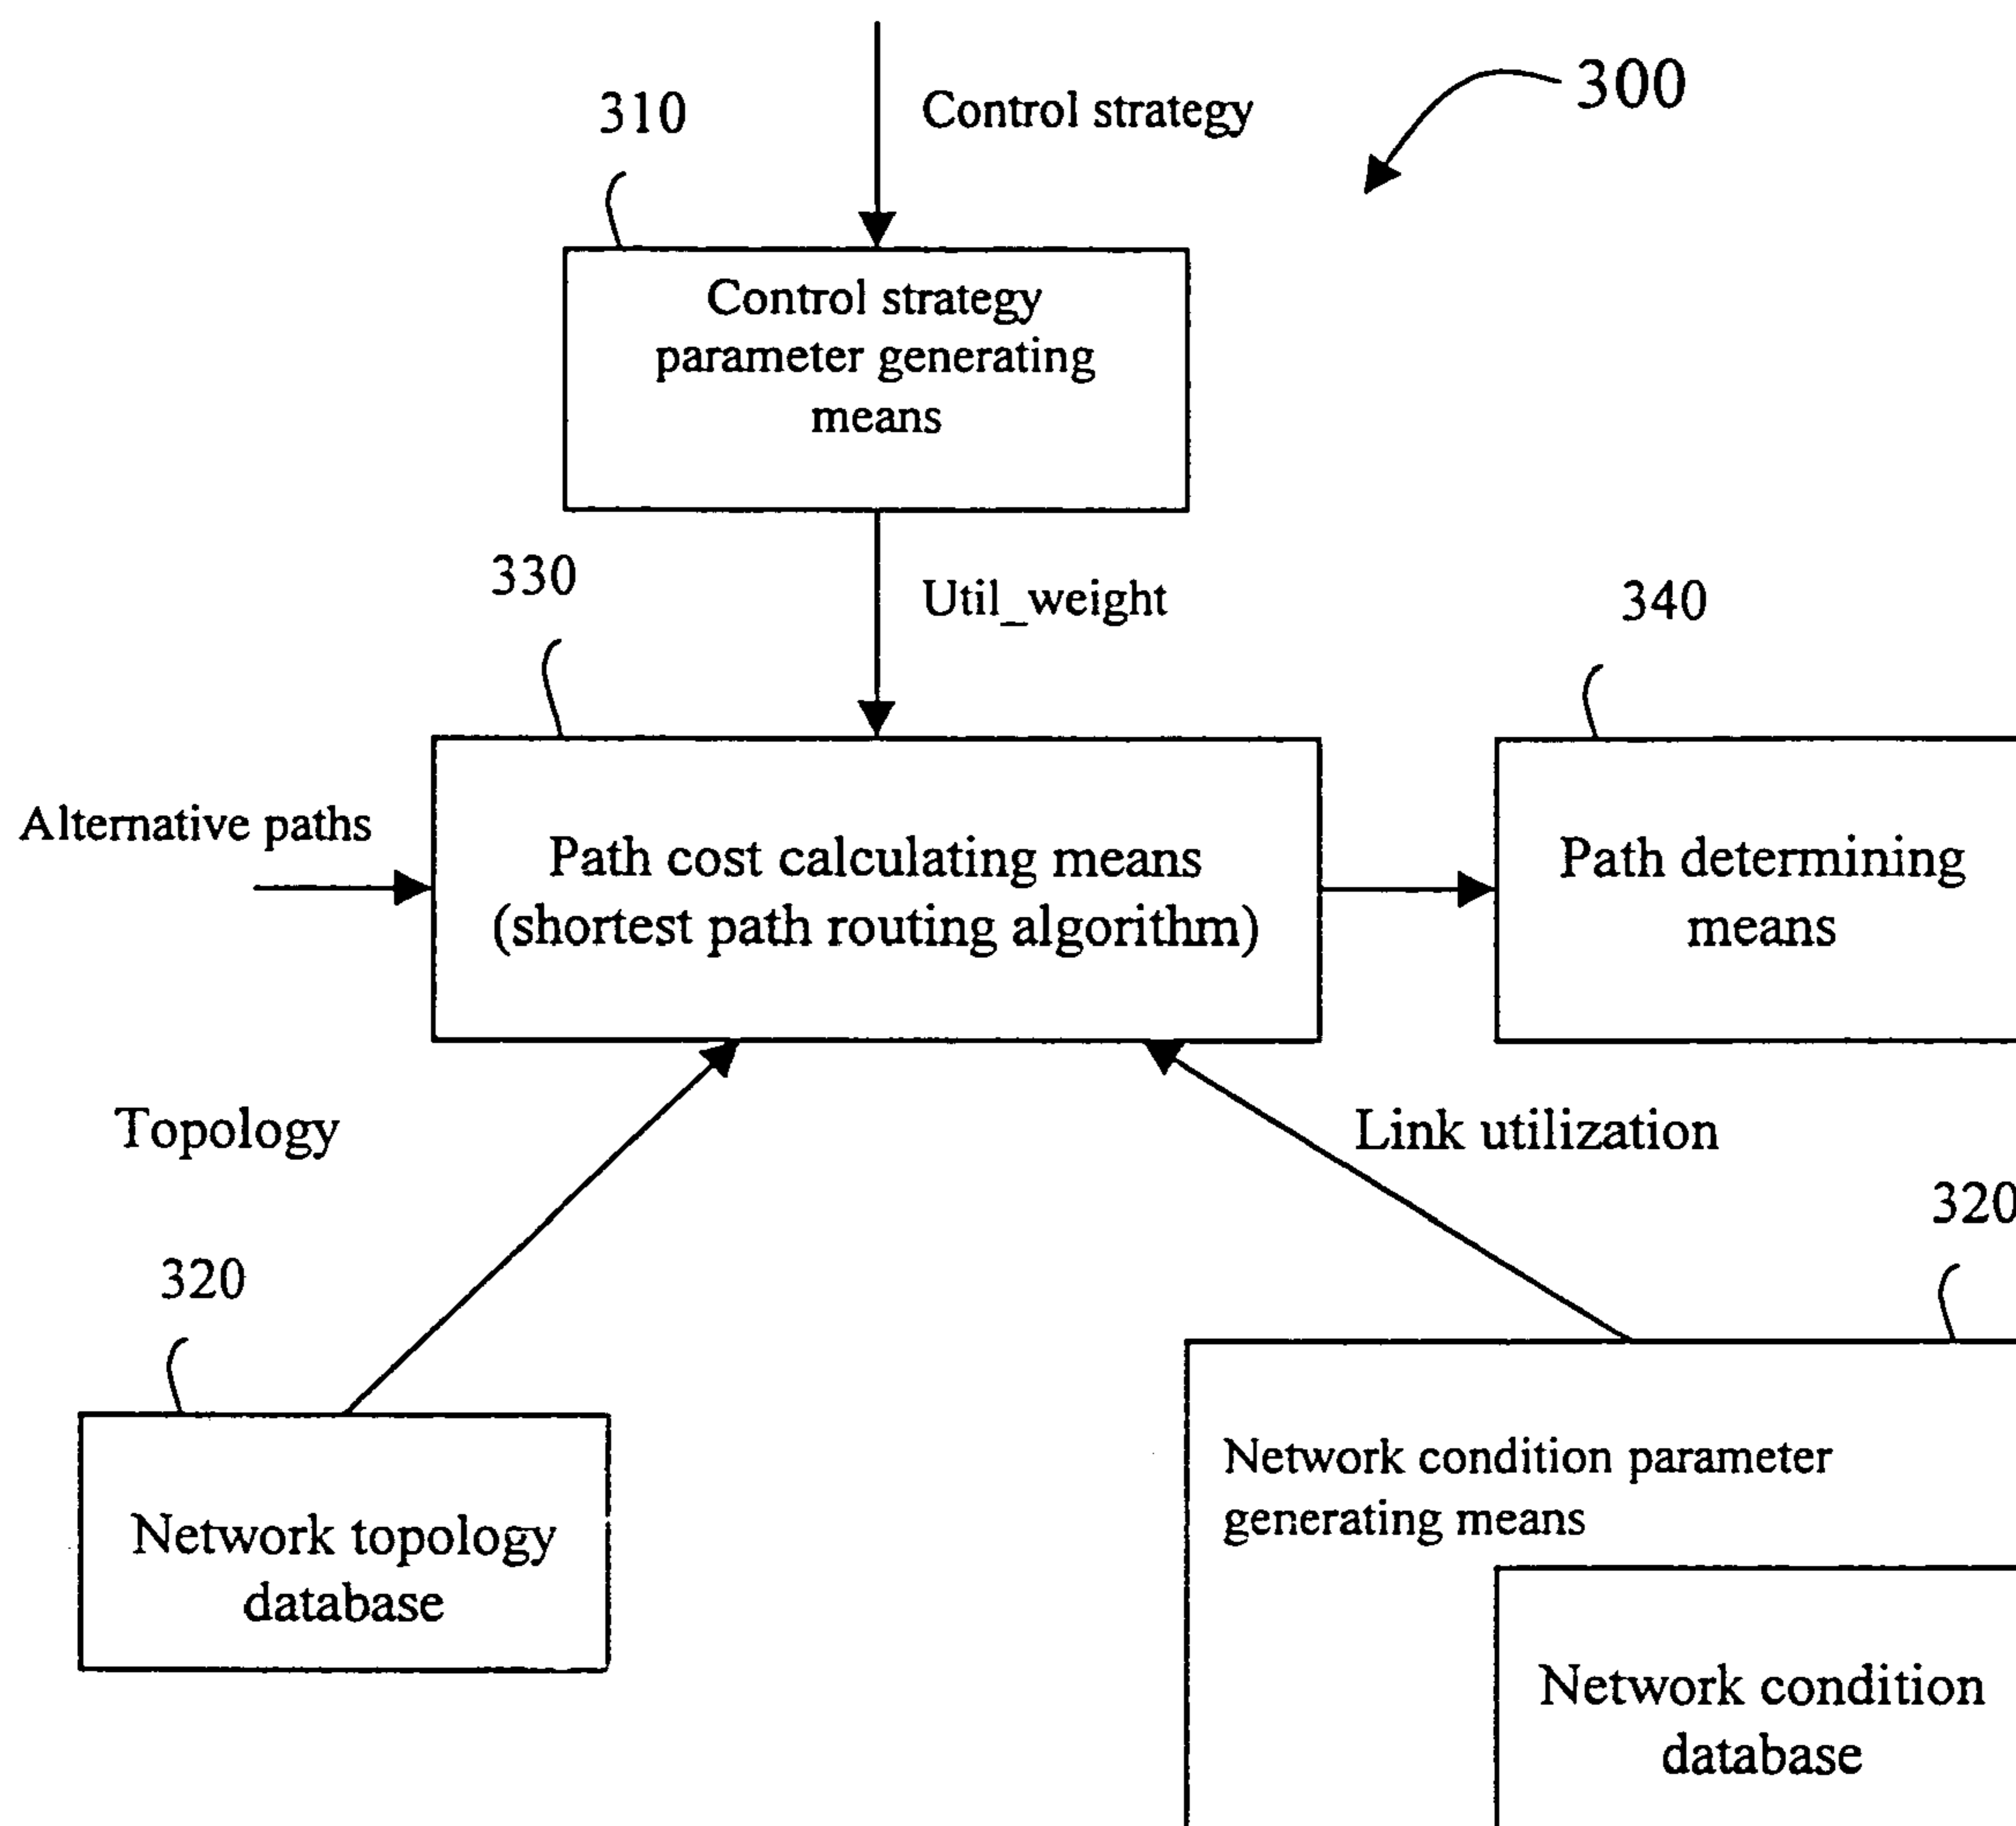 300
310
Control strategy
Control strategy
parameter generating
means
330
Util_weight
340
Alternative paths
Path cost calculating means
(shortest path routing algorithm)
Path determining
means
Topology
Link utilization
320
320
Network topology
database
Network condition parameter
generating means
Network condition
database